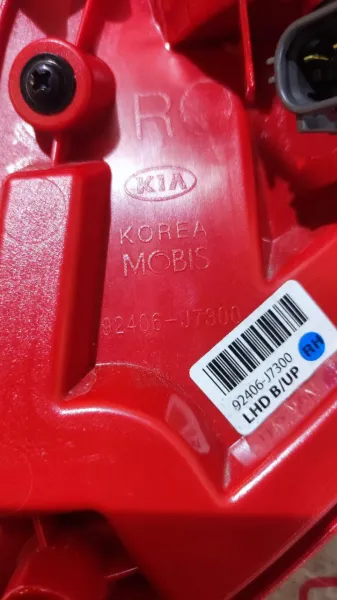 KIA
KOREA
MOBIS
92406-J7300
92406-J7300
LHD B/UP
RH